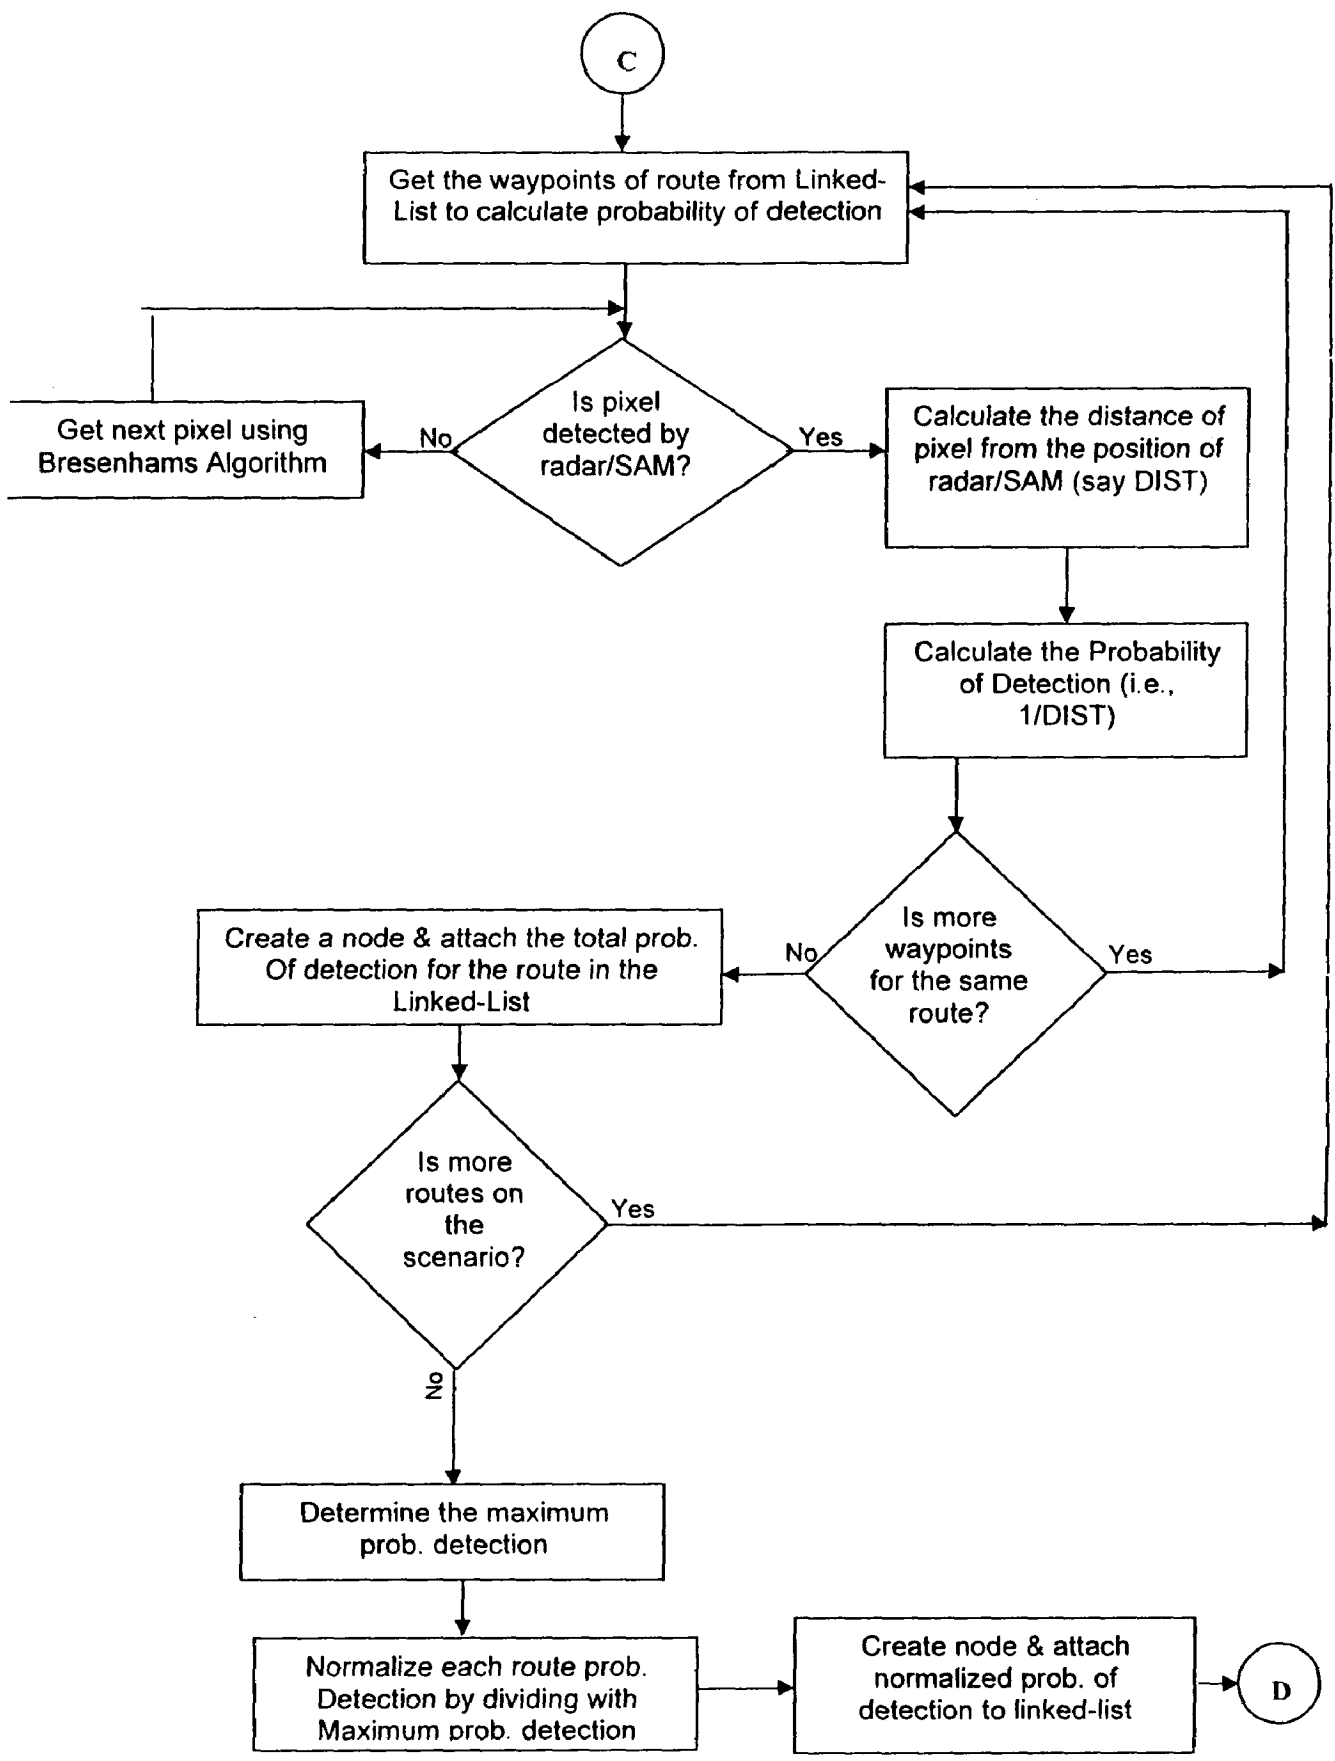 C
Get the waypoints of route from Linked-
List to calculate probability of detection
Is pixel
detected by
radar/SAM?
No
Yes
Get next pixel using
Bresenhams Algorithm
Calculate the distance of
pixel from the position of
radar/SAM (say DIST)
Calculate the Probability
of Detection (i.e.,
1/DIST)
Is more
waypoints
for the same
route?
No
Yes
Create a node & attach the total prob.
Of detection for the route in the
Linked-List
Is more
routes on
the
scenario?
Yes
No
Determine the maximum
prob. detection
Normalize each route prob.
Detection by dividing with
Maximum prob. detection
Create node & attach
normalized prob. of
detection to linked-list
D